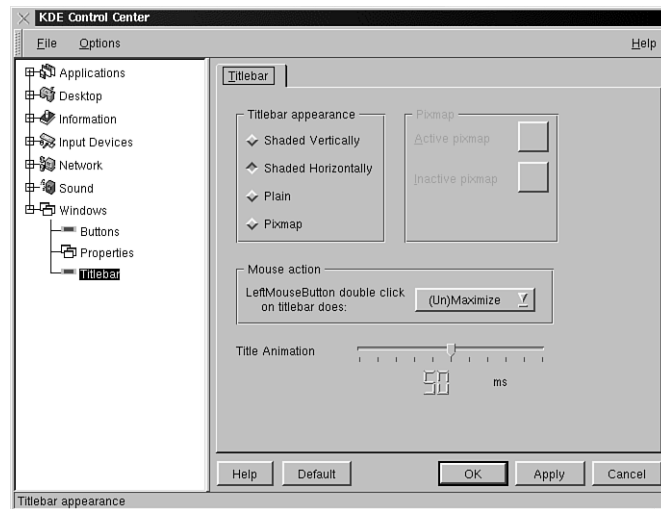 KDE Control Center
File Options Help
Applications
Desktop
Information
Input Devices
Network
Sound
Windows
Buttons
Properties
Titlebar
Titlebar
Titlebar appearance
Shaded Vertically
Shaded Horizontally
Plain
Pixmap
Pixmap
Active pixmap
Inactive pixmap
Mouse action
LeftMouseButton double click
on titlebar does:
(Un)Maximize
Title Animation
50 ms
Help Default OK Apply Cancel
Titlebar appearance